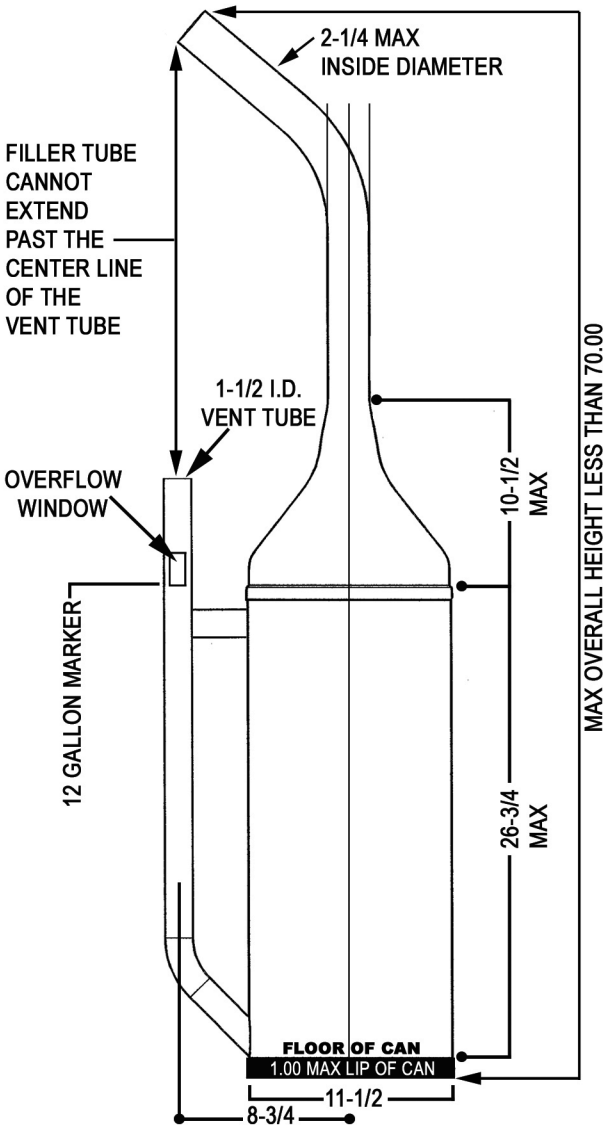 2-1/4 MAX
INSIDE DIAMETER
FILLER TUBE
CANNOT
EXTEND
PAST THE
CENTER LINE
OF THE
VENT TUBE
1-1/2 I.D.
VENT TUBE
OVERFLOW
WINDOW
12 GALLON MARKER
10-1/2
MAX
MAX OVERALL HEIGHT LESS THAN 70.00
26-3/4
MAX
FLOOR OF CAN
1.00 MAX LIP OF CAN
11-1/2
8-3/4